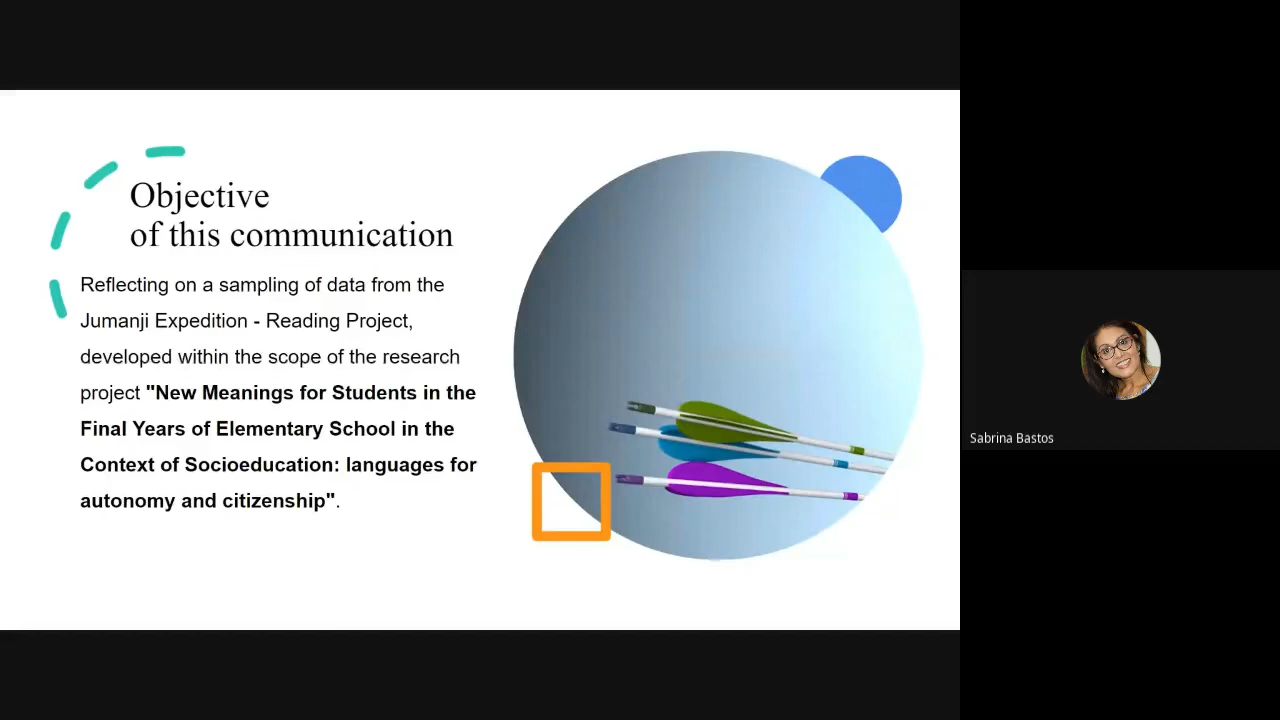 Objective
of this communication
Reflecting on a sampling of data from the
Jumanji Expedition - Reading Project,
developed within the scope of the research
project "New Meanings for Students in the
Final Years of Elementary School in the
Context of Socioeducation: languages for
autonomy and citizenship".
Sabrina Bastos